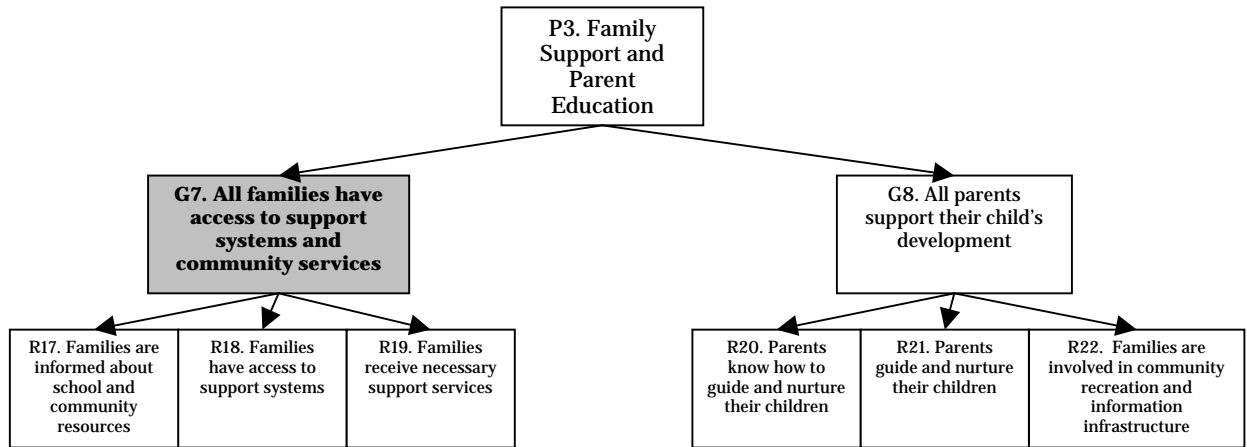 P3. Family
Support and
Parent
Education
G7. All families have
access to support
systems and
community services
G8. All parents
support their child's
development
R17. Families are
informed about
school and
community
resources
R18. Families
have access to
support systems
R19. Families
receive necessary
support services
R20. Parents
know how to
guide and nurture
their children
R21. Parents
guide and nurture
their children
R22. Families are
involved in community
recreation and
information
infrastructure